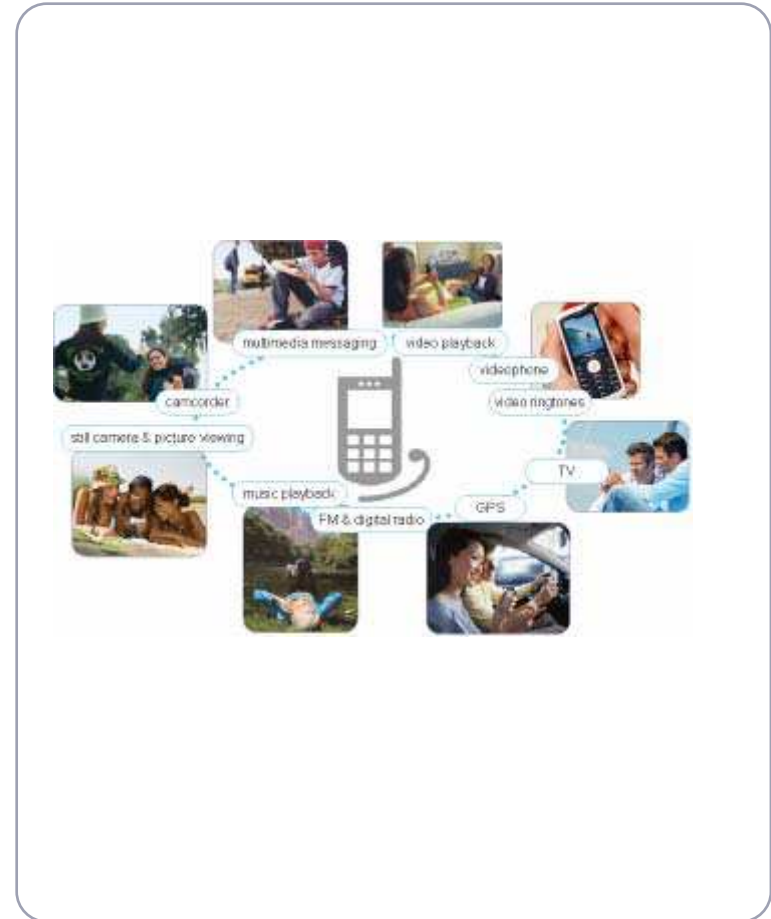 multimedia messaging
video playback
videophone
camcorder
video ringtones
still camera & picture viewing
TV
music playback
GPS
FM & digital radio